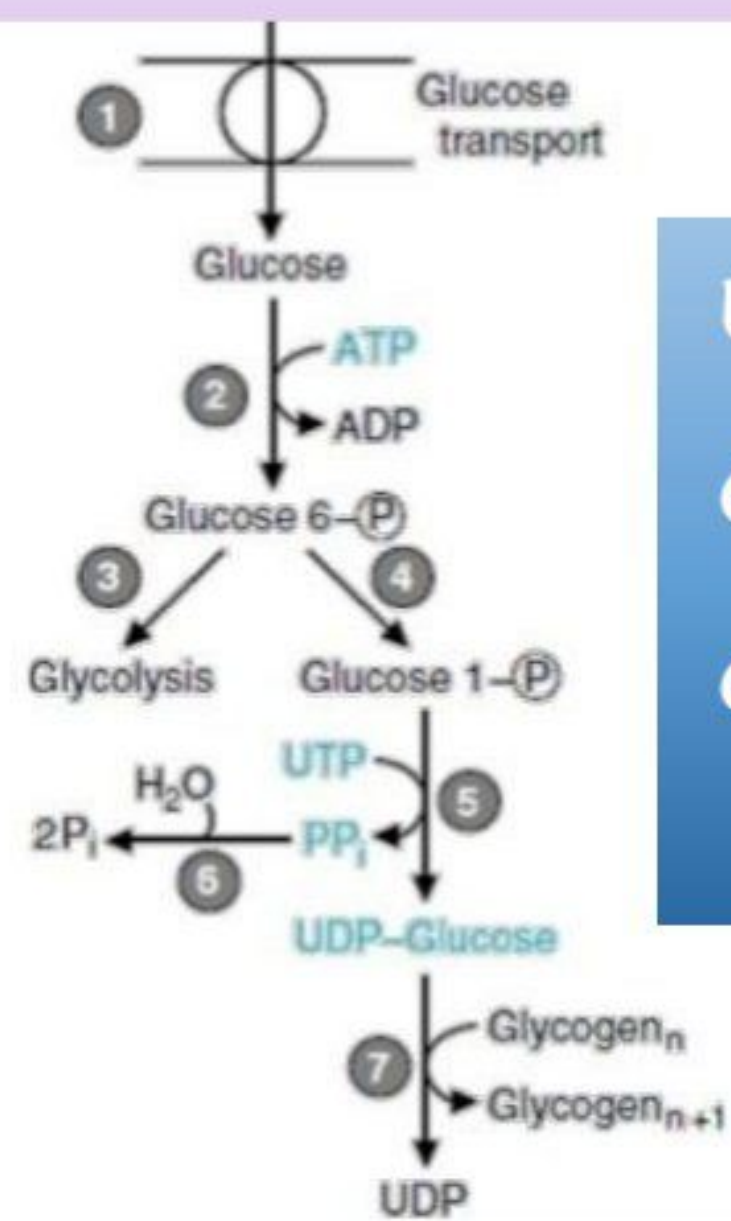 1
Glucose
transport
Glucose
2
ATP
ADP
Glucose 6–P
3
4
Glycolysis
Glucose 1–P
UTP
5
H₂O
2Pᵢ
PPᵢ
6
UDP–Glucose
Glycogenₙ
7
Glycogenₙ₊₁
UDP